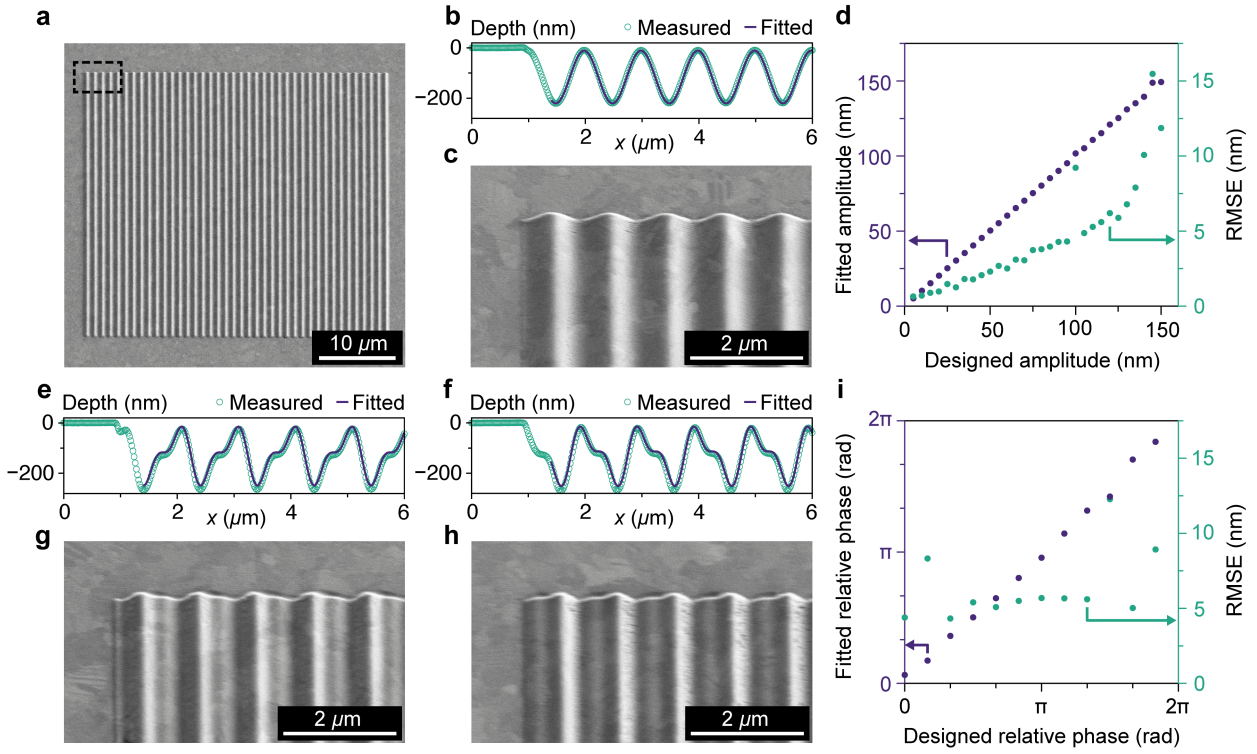 a
10 μm
b
Depth (nm) Measured Fitted
0
−200
0 2 4 6
x (μm)
c
2 μm
d
Fitted amplitude (nm)
150
100
50
0
0 50 100 150
Designed amplitude (nm)
15
10
5
0
RMSE (nm)
e
Depth (nm) Measured Fitted
0
−200
0 2 4 6
x (μm)
f
Depth (nm) Measured Fitted
0
−200
0 2 4 6
x (μm)
g
2 μm
h
2 μm
i
Fitted relative phase (rad)
2π
π
0
0 π 2π
Designed relative phase (rad)
15
10
5
0
RMSE (nm)